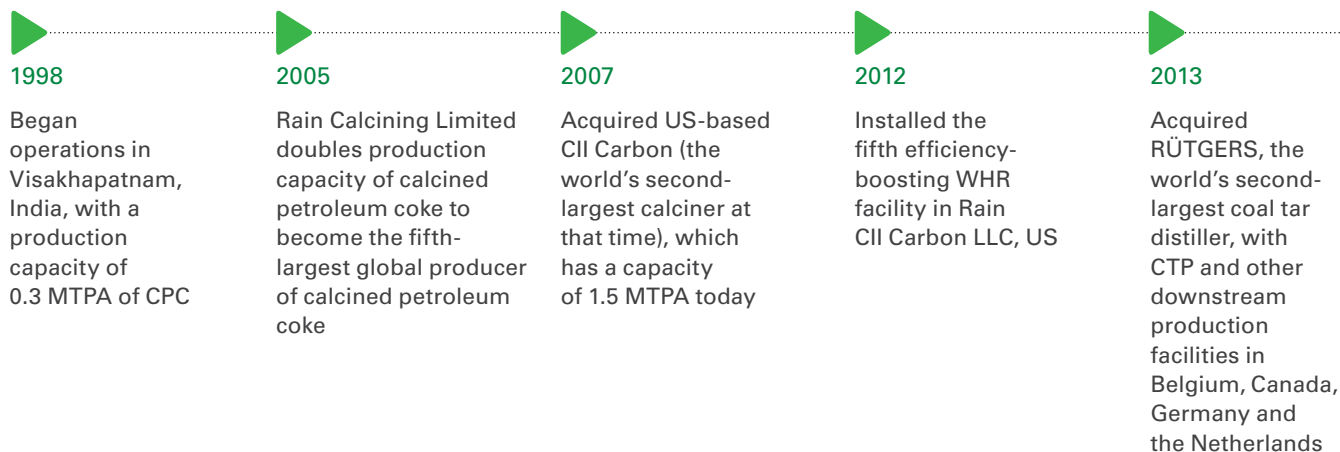 1998
Began
operations in
Visakhapatnam,
India, with a
production
capacity of
0.3 MTPA of CPC
2005
Rain Calcining Limited
doubles production
capacity of calcined
petroleum coke to
become the fifth-
largest global producer
of calcined petroleum
coke
2007
Acquired US-based
CII Carbon (the
world's second-
largest calciner at
that time), which
has a capacity
of 1.5 MTPA today
2012
Installed the
fifth efficiency-
boosting WHR
facility in Rain
CII Carbon LLC, US
2013
Acquired
RÜTGERS, the
world's second-
largest coal tar
distiller, with
CTP and other
downstream
production
facilities in
Belgium, Canada,
Germany and
the Netherlands